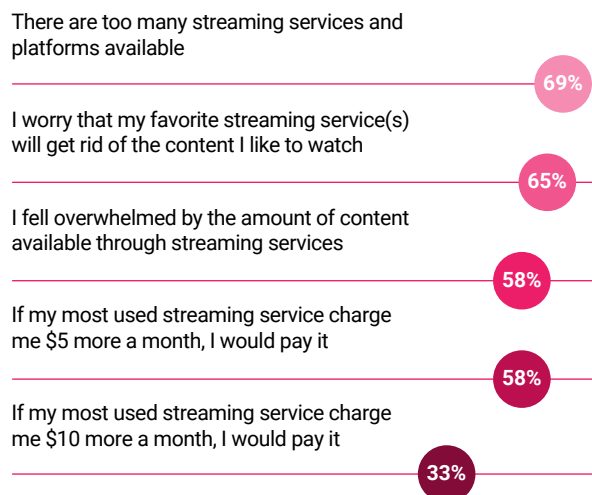 There are too many streaming services and
platforms available
69%
I worry that my favorite streaming service(s)
will get rid of the content I like to watch
65%
I fell overwhelmed by the amount of content
available through streaming services
58%
If my most used streaming service charge
me $5 more a month, I would pay it
58%
If my most used streaming service charge
me $10 more a month, I would pay it
33%